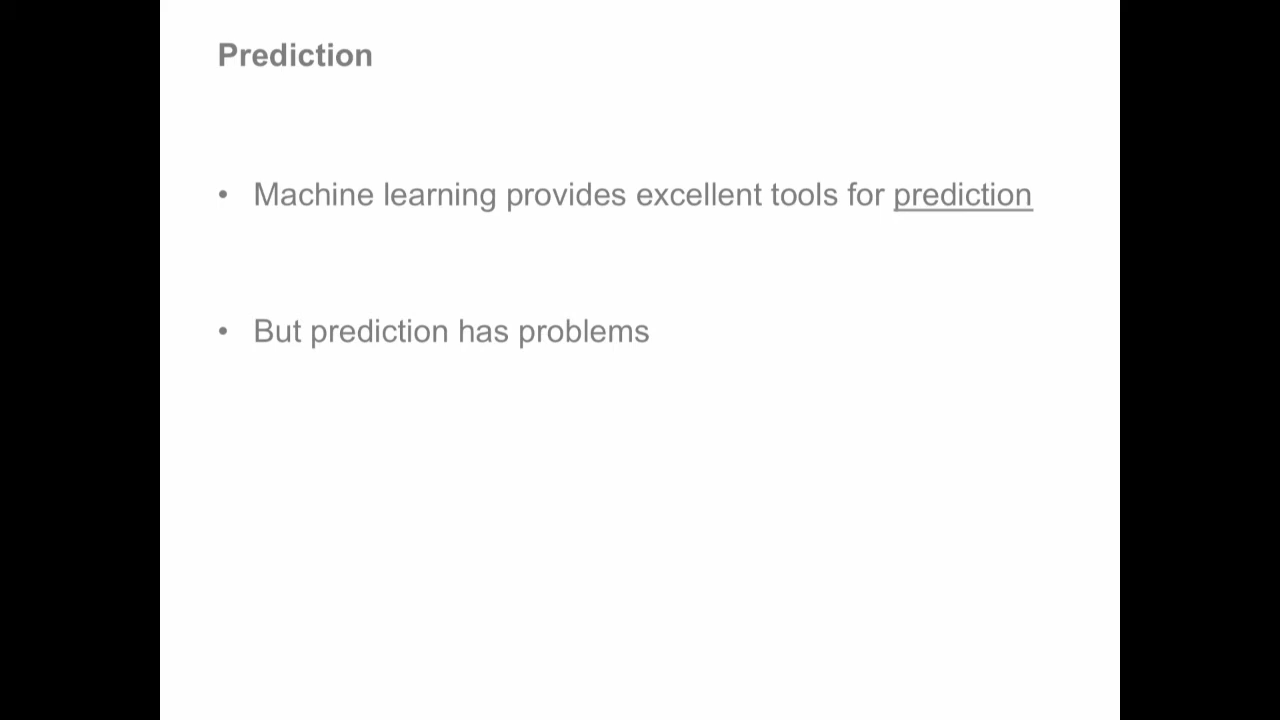 Prediction
• Machine learning provides excellent tools for prediction
• But prediction has problems